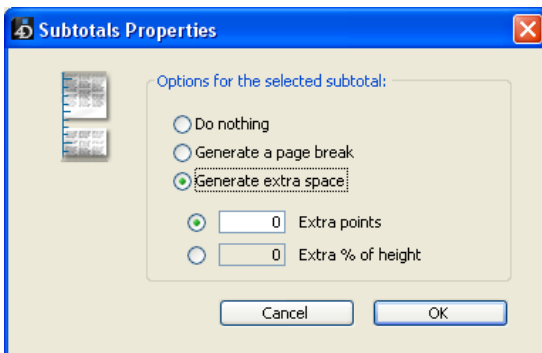 Subtotals Properties
Options for the selected subtotal:
Do nothing
Generate a page break
Generate extra space
0 Extra points
0 Extra % of height
Cancel OK